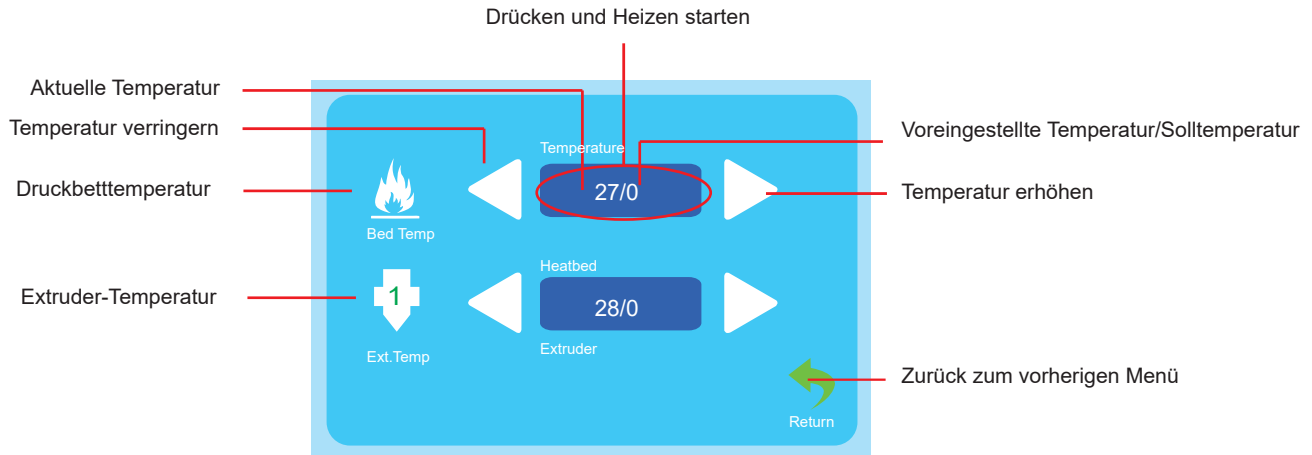 Drücken und Heizen starten
Aktuelle Temperatur
Temperatur verringern
Voreingestellte Temperatur/Solltemperatur
Temperature
Druckbetttemperatur
27/0
Temperatur erhöhen
Bed Temp
Heatbed
Extruder-Temperatur
1
28/0
Ext.Temp
Extruder
Zurück zum vorherigen Menü
Return